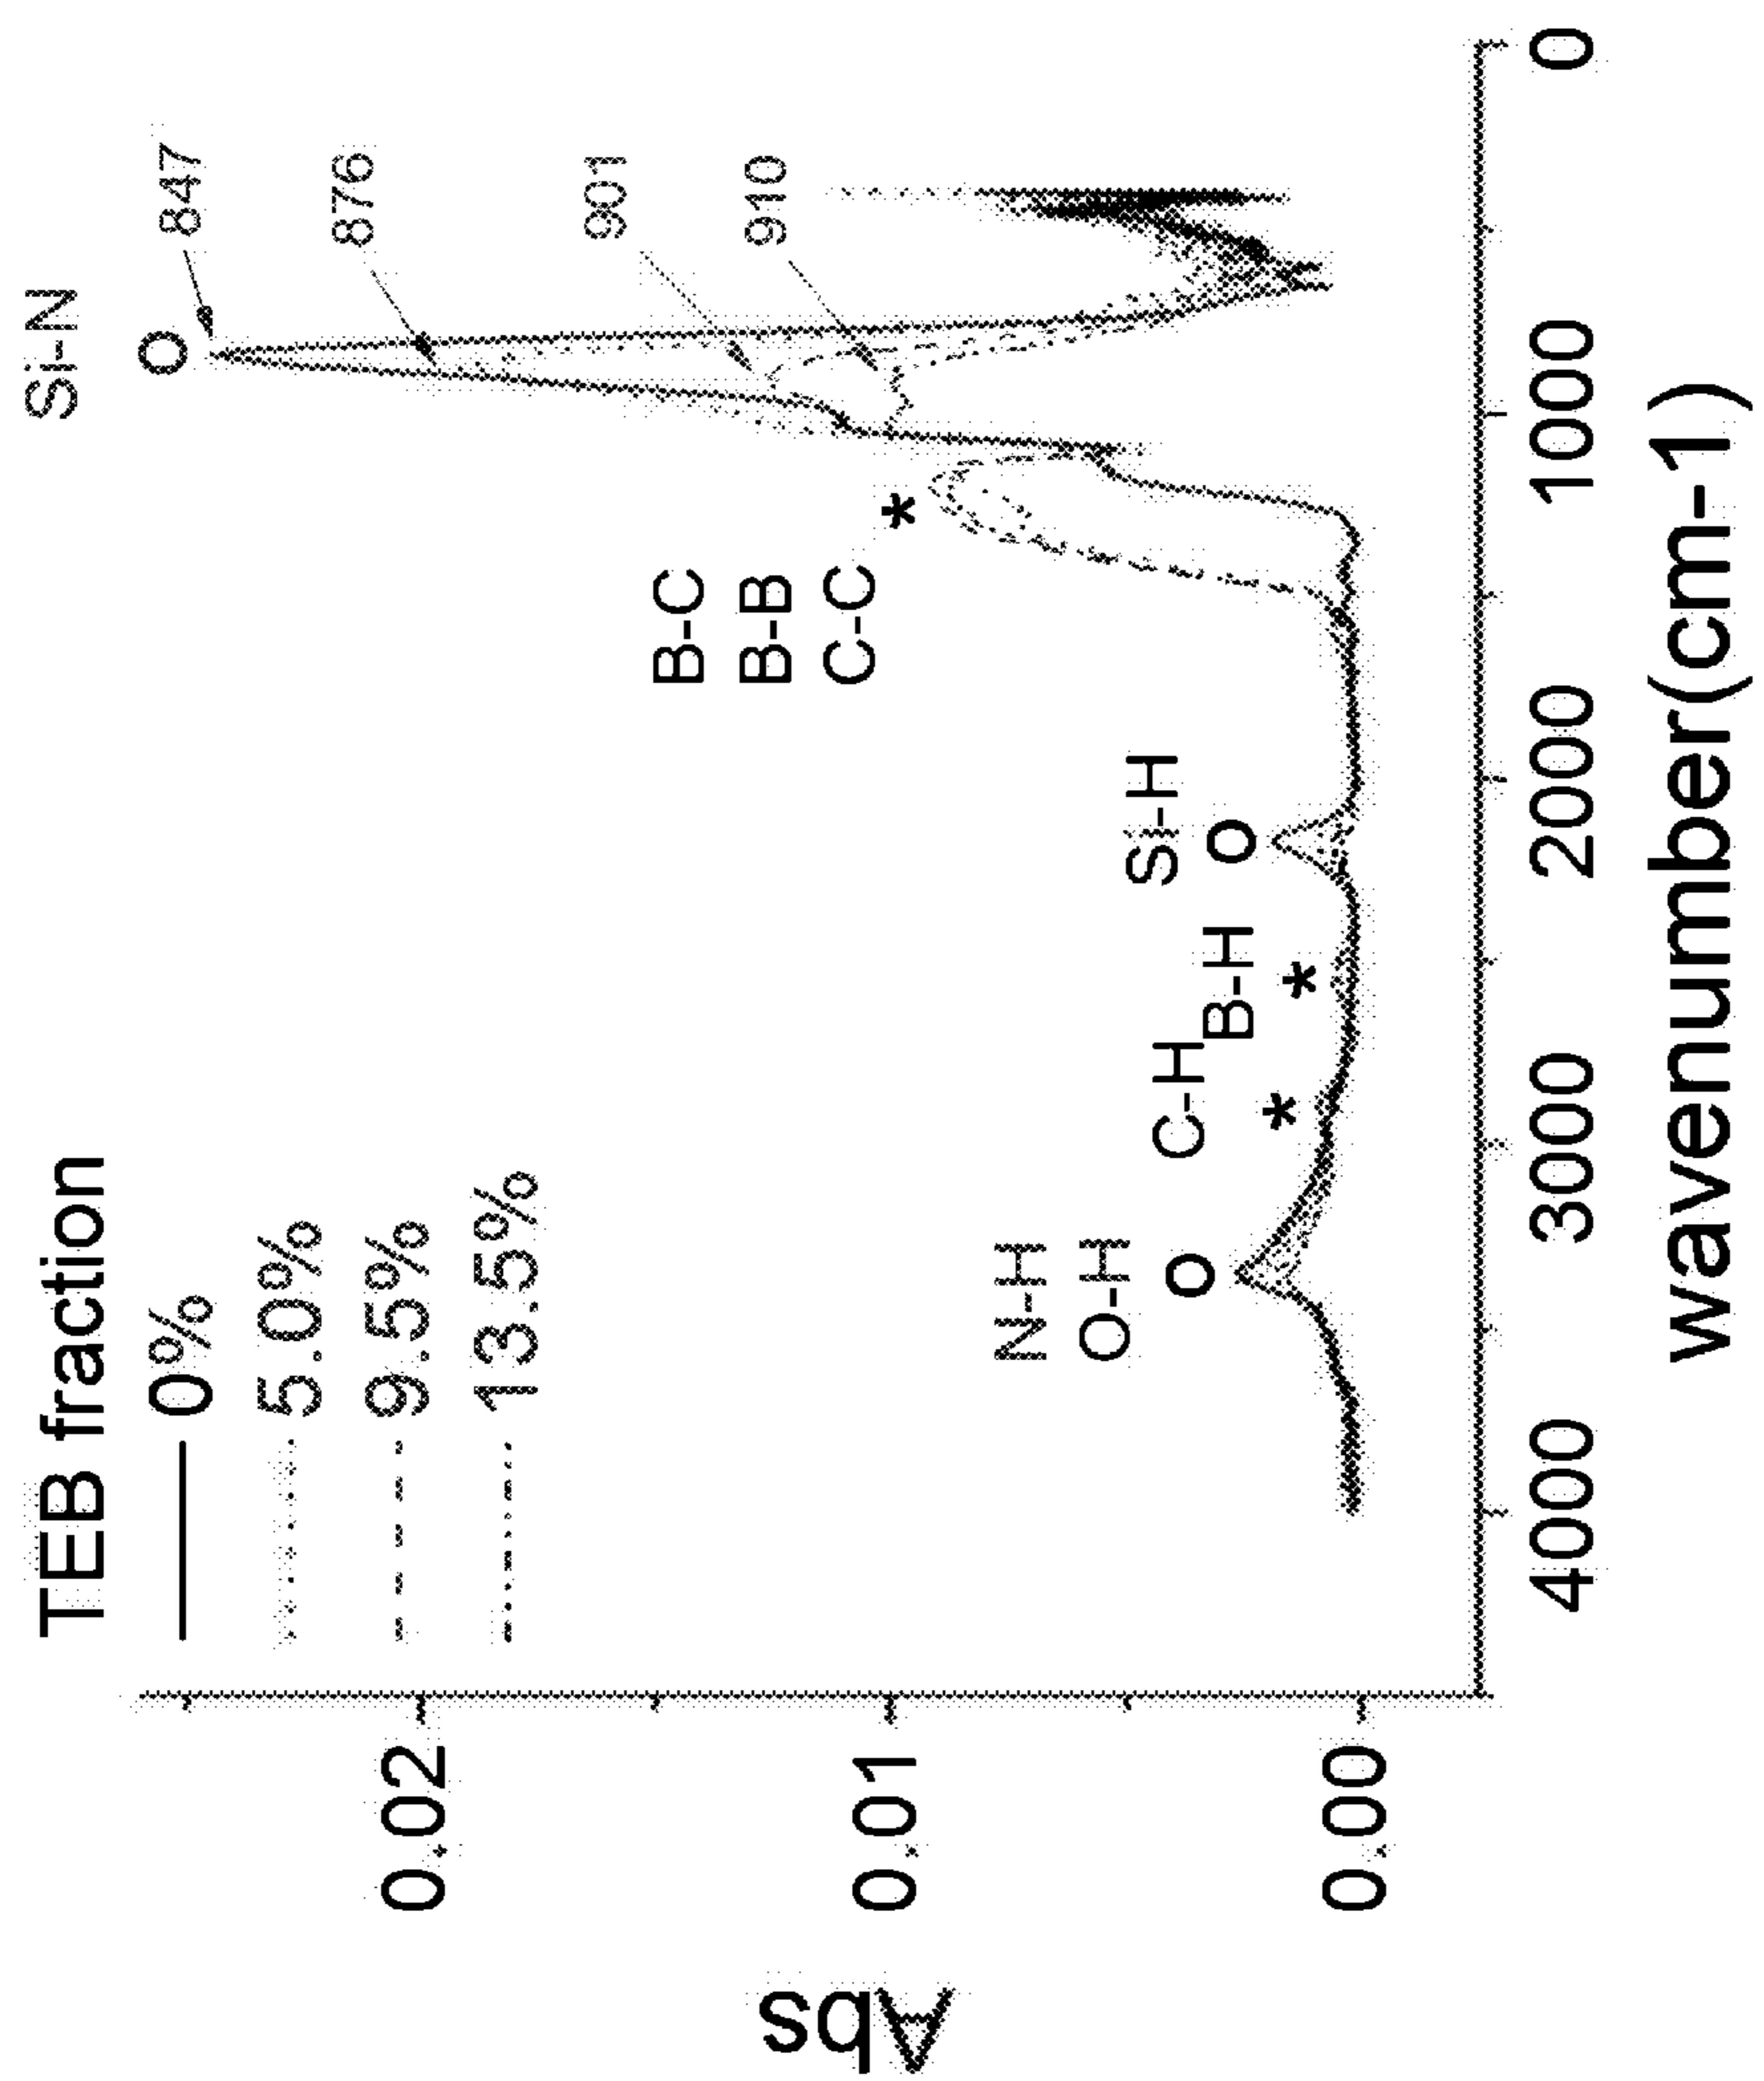 TEB fraction
0%
5.0%
9.5%
13.5%
Si-N
O
847
876
901
910
B-C
B-B
C-C
*
Si-H
O
B-H
*
C-H
*
N-H
O-H
O
Abs
0.02
0.01
0.00
4000
3000
2000
1000
0
wavenumber(cm-1)